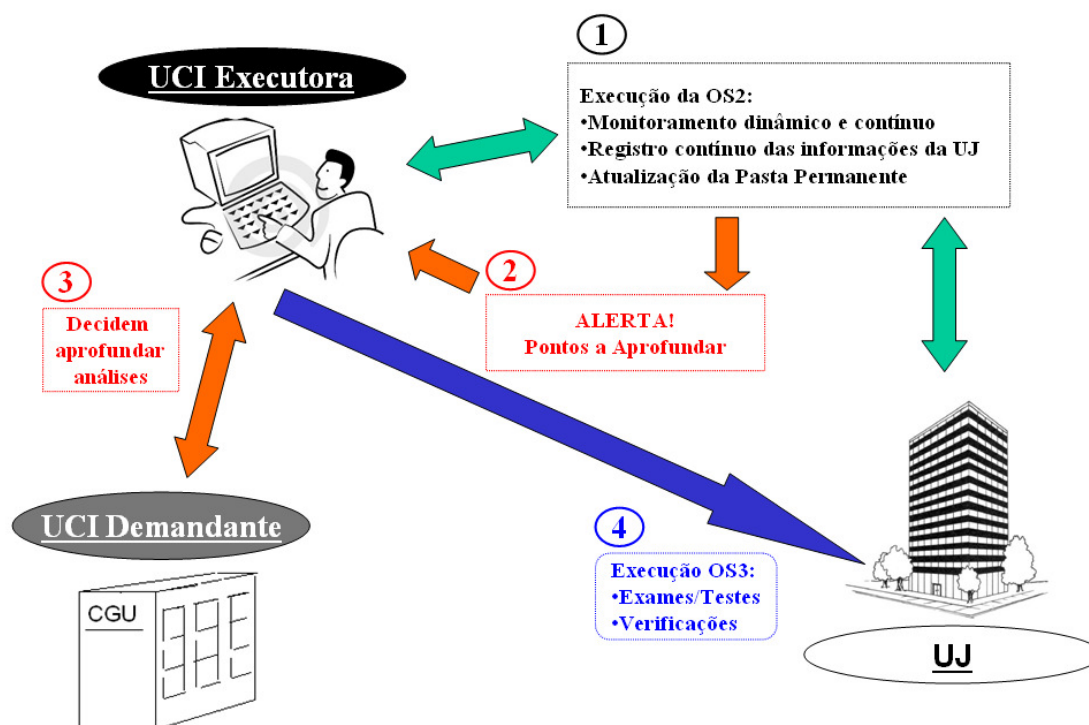 1
UCI Executora
Execução da OS2:
•Monitoramento dinâmico e contínuo
•Registro contínuo das informações da UJ
•Atualização da Pasta Permanente
2
ALERTA!
Pontos a Aprofundar
3
Decidem
aprofundar
análises
UCI Demandante
CGU
4
Execução OS3:
•Exames/Testes
•Verificações
UJ